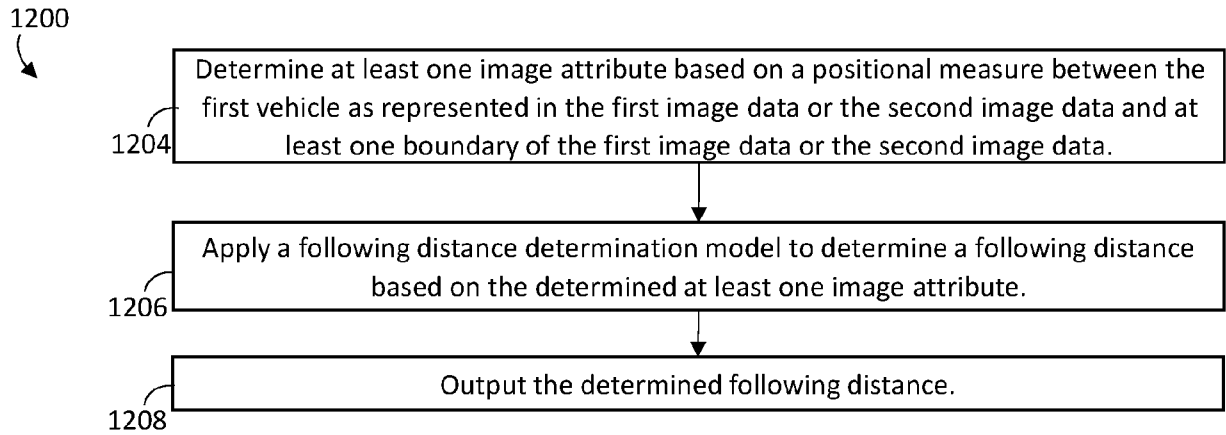 1200
Determine at least one image attribute based on a positional measure between the
first vehicle as represented in the first image data or the second image data and at
least one boundary of the first image data or the second image data.
1204
Apply a following distance determination model to determine a following distance
based on the determined at least one image attribute.
1206
Output the determined following distance.
1208